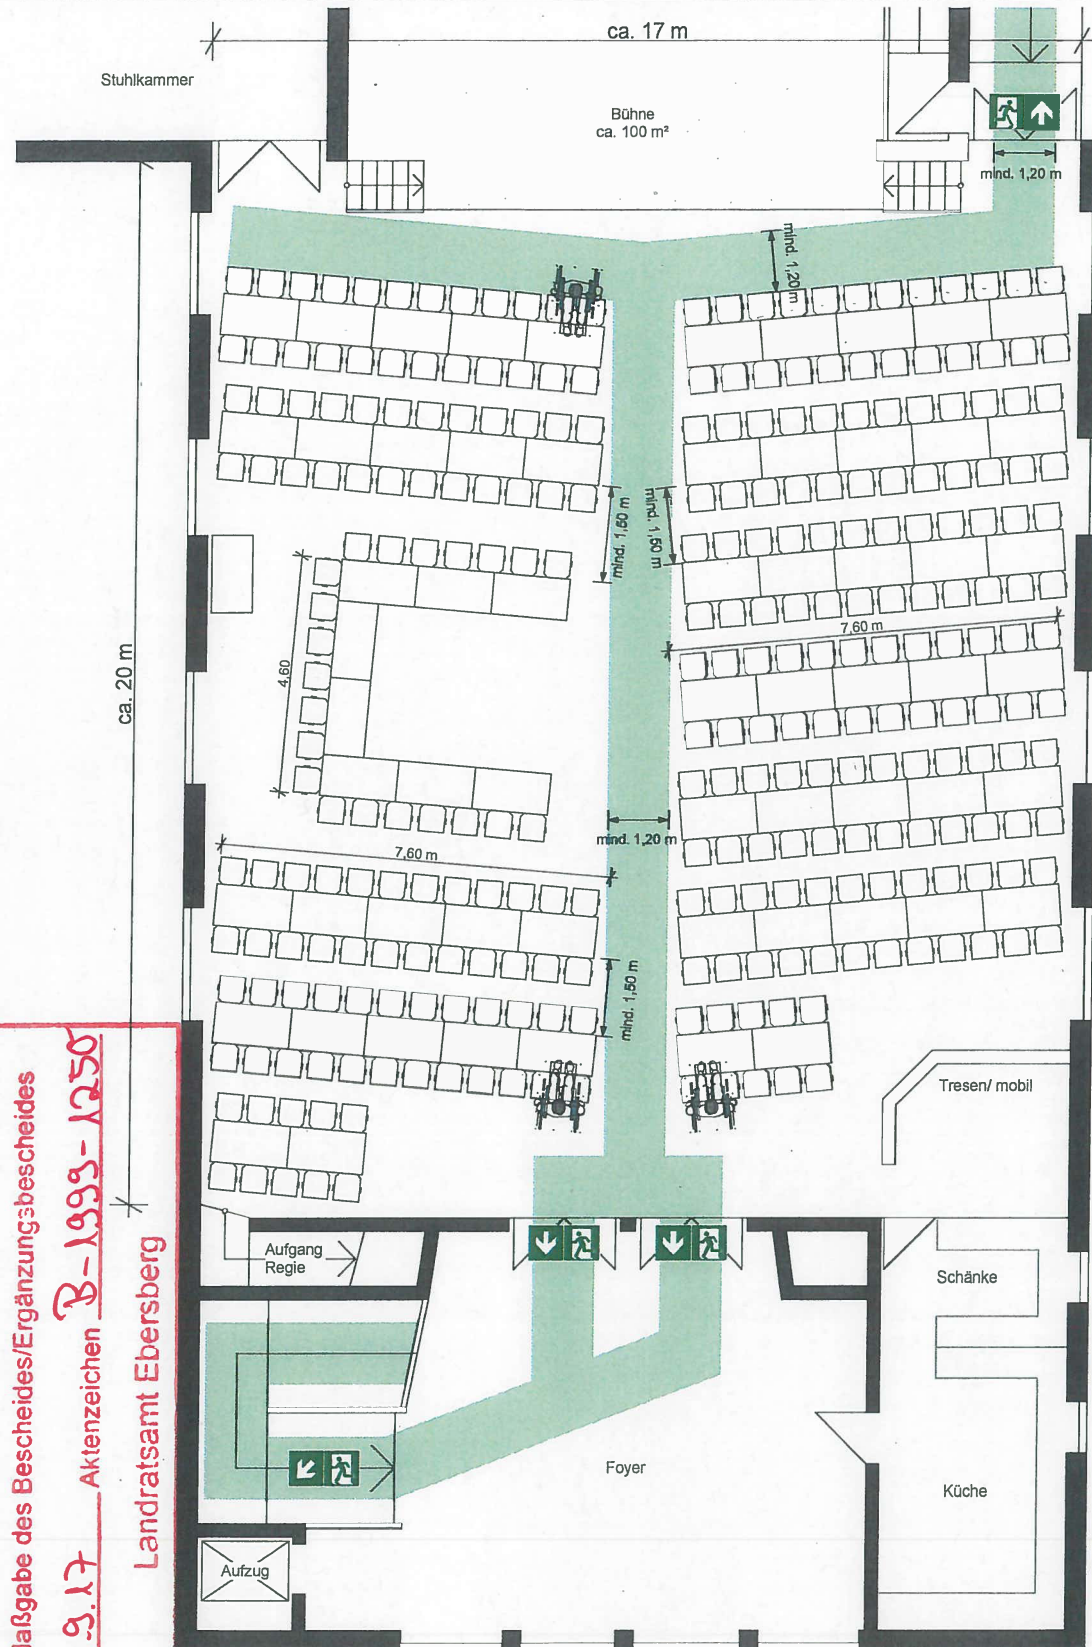 ca. 17 m
Stuhlkammer
Bühne
ca. 100 m²
mind. 1,20 m
mind. 1,20 m
mind. 1,50 m
mind. 1,50 m
7,60 m
4,60
ca. 20 m
mind. 1,20 m
7,60 m
mind. 1,50 m
Tresen/ mobil
Aufgang
Regie
Schänke
Foyer
Küche
Aufzug
aßgabe des Bescheides/Ergänzungsbescheides
.9.17 Aktenzeichen B-1999-1250
Landratsamt Ebersberg